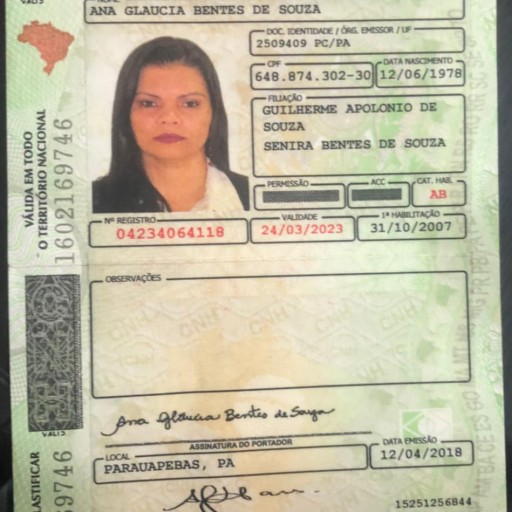 VALIS
ANA GLAUCIA BENTES DE SOUZA
DOC. IDENTIDADE / ÓRG. EMISSOR / UF
2509409 PC/PA
CPF
648.874.302-30
DATA NASCIMENTO
12/06/1978
FILIAÇÃO
GUILHERME APOLONIO DE
SOUZA
SENIRA BENTES DE SOUZA
PERMISSÃO
ACC
CAT. HAB.
AB
Nº REGISTRO
04234064118
VALIDADE
24/03/2023
1ª HABILITAÇÃO
31/10/2007
VÁLIDA EM TODO
O TERRITÓRIO NACIONAL
1602169746
OBSERVAÇÕES
Ana Gláucia Bentes de Souza
ASSINATURA DO PORTADOR
LOCAL
PARAUAPEBAS, PA
DATA EMISSÃO
12/04/2018
LASTIFICAR
69746
15251256844